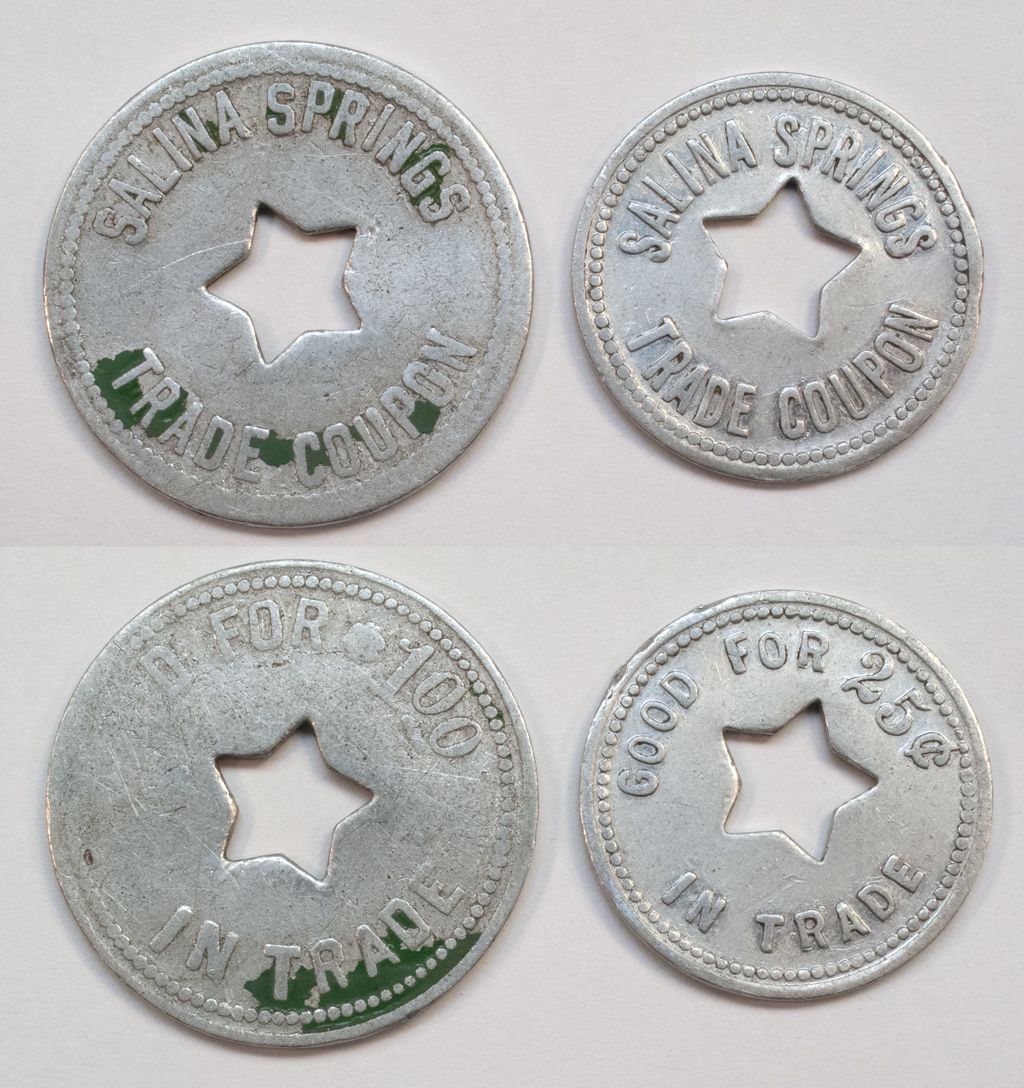 SALINA SPRINGS
TRADE COUPON
SALINA SPRINGS
TRADE COUPON
D FOR $100
IN TRADE
GOOD FOR 25¢
IN TRADE